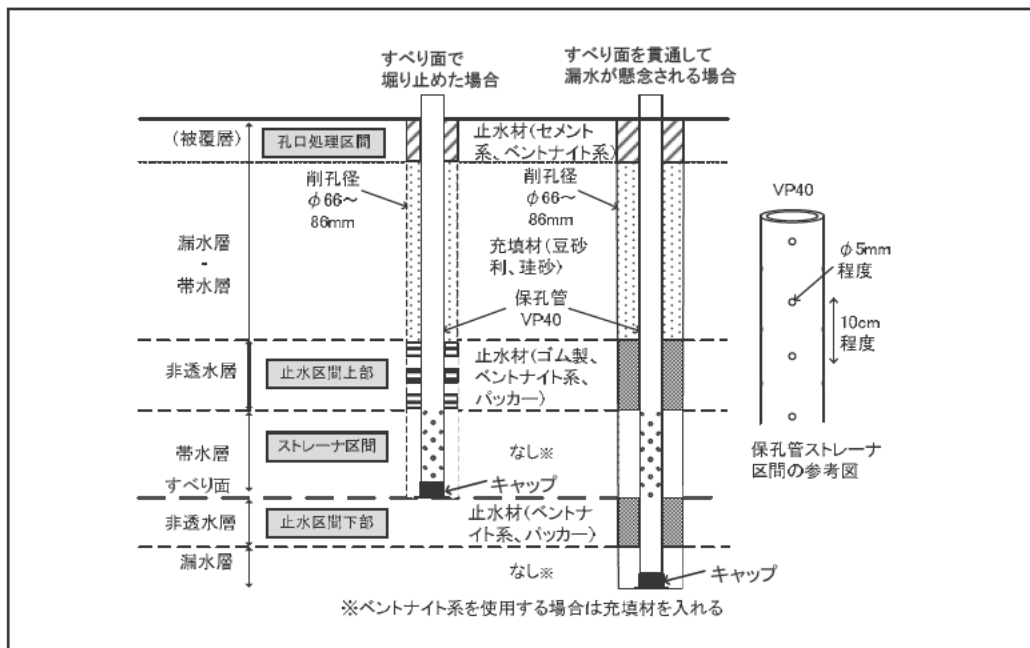 すべり面で
堀り止めた場合
すべり面を貫通して
漏水が懸念される場合
(被覆層)
孔口処理区間
止水材(セメント
系、ベントナイト系)
削孔径
φ66～
86mm
削孔径
φ66～
86mm
VP40
φ5mm
程度
漏水層
-
帯水層
充填材(豆砂
利、珪砂)
保孔管
VP40
10cm
程度
非透水層
止水区間上部
止水材(ゴム製、
ベントナイト系、
パッカー)
帯水層
ストレーナ区間
なし※
保孔管ストレーナ
区間の参考図
すべり面
キャップ
非透水層
止水区間下部
止水材(ベントナ
イト系、パッカー)
漏水層
なし※
キャップ
※ベントナイト系を使用する場合は充填材を入れる